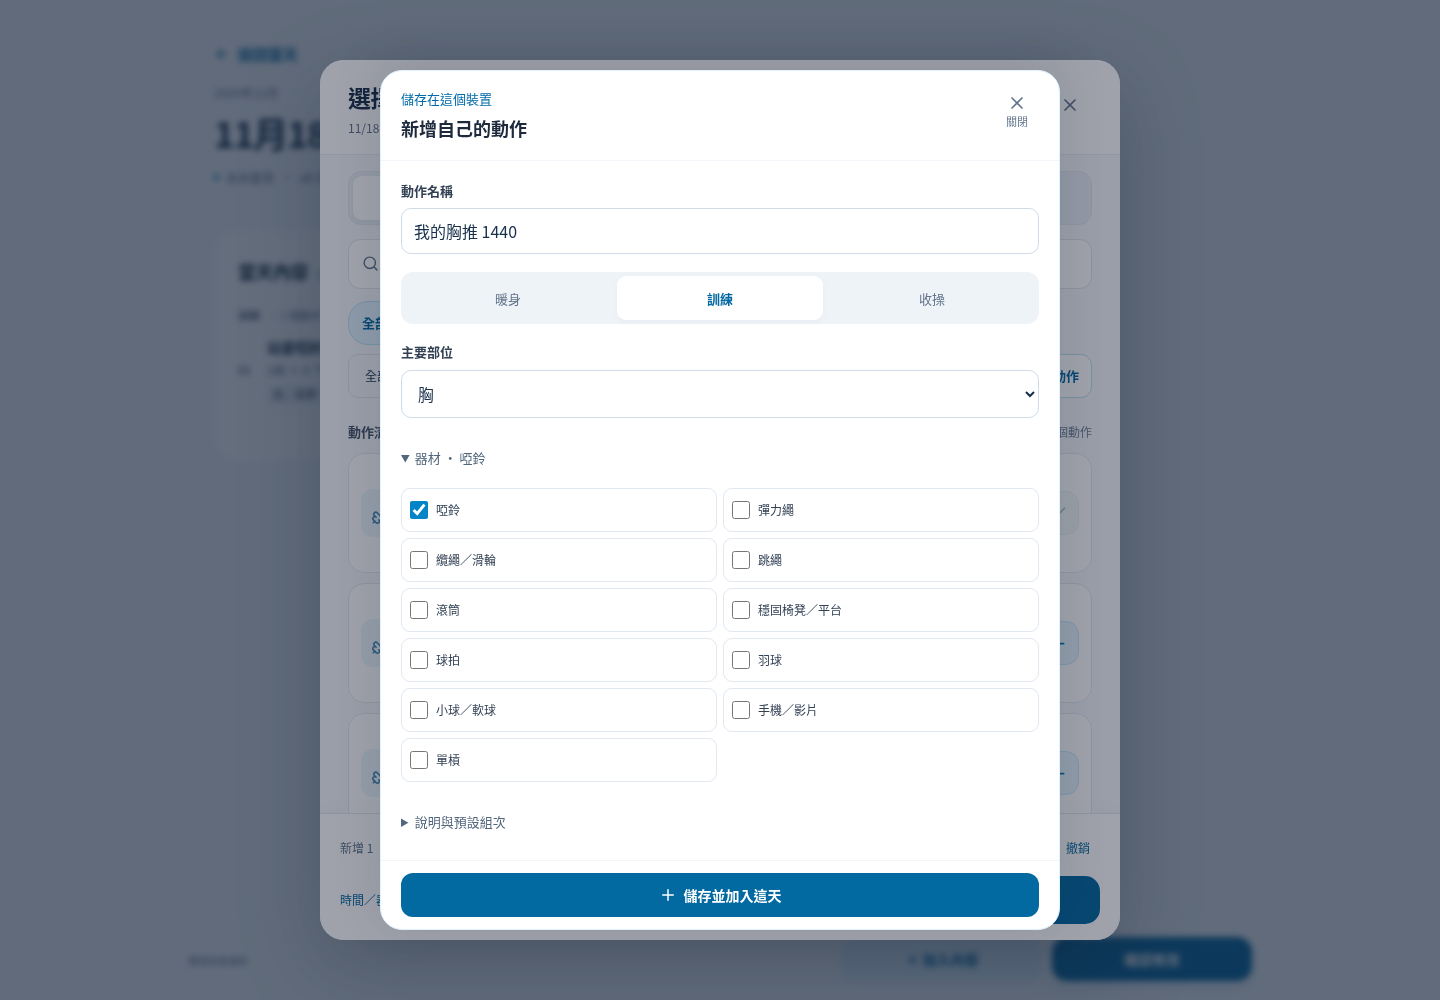 11月18
選
11/18
儲存在這個裝置
關閉
新增自己的動作
動作名稱
我的胸推 1440
暖身
訓練
收操
主要部位
胸
器材 · 啞鈴
啞鈴
彈力繩
纜繩／滑輪
跳繩
滾筒
穩固椅凳／平台
球拍
羽球
小球／軟球
手機／影片
單槓
說明與預設組次
儲存並加入這天
全
動作
動作
個動作
新增 1
撤銷
時間／